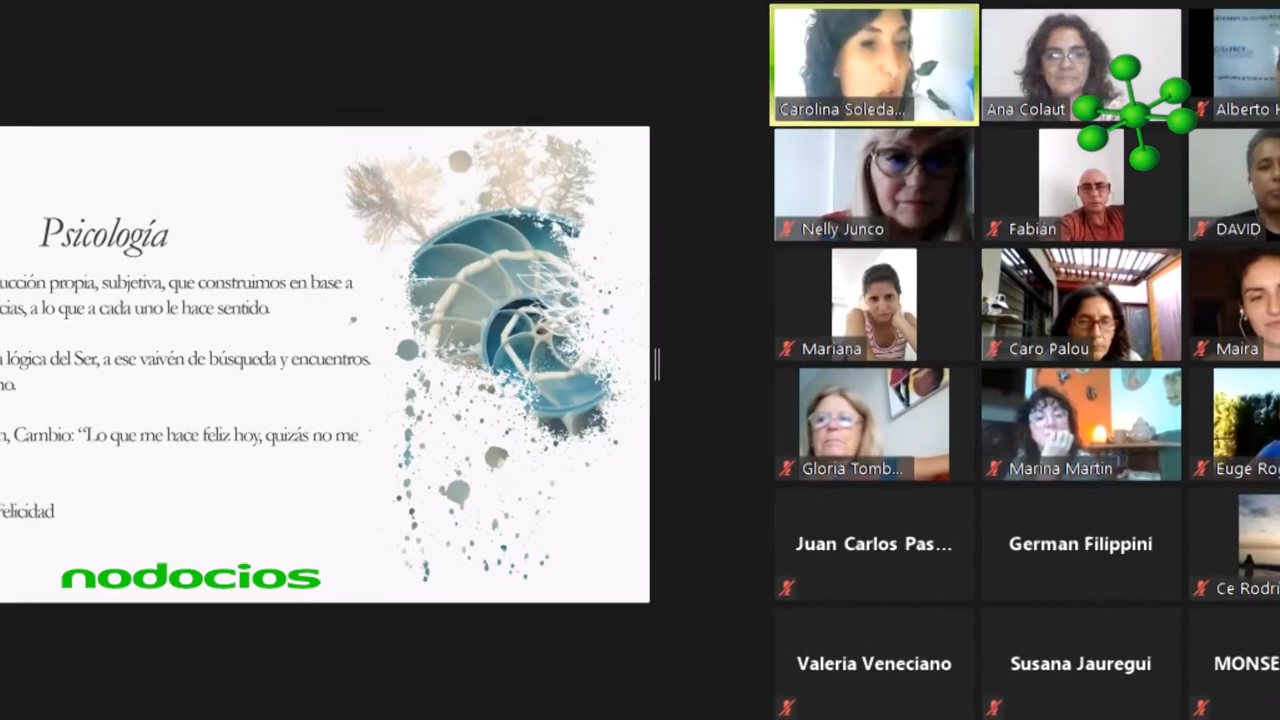 Psicología
ucción propia, subjetiva, que construimos en base a
cias, a lo que a cada uno le hace sentido.
a lógica del Ser, a ese vaivén de búsqueda y encuentros.
no.
n, Cambio: “Lo que me hace feliz hoy, quizás no me
felicidad
nodocios
Carolina Soleda...
Ana Colaut
Alberto
Nelly Junco
Fabián
DAVID
Mariana
Caro Palou
Maira
Gloria Tomb...
Marina Martin
Euge Ro
Juan Carlos Pas...
German Filippini
Ce Rodrí
Valeria Veneciano
Susana Jauregui
MONSE